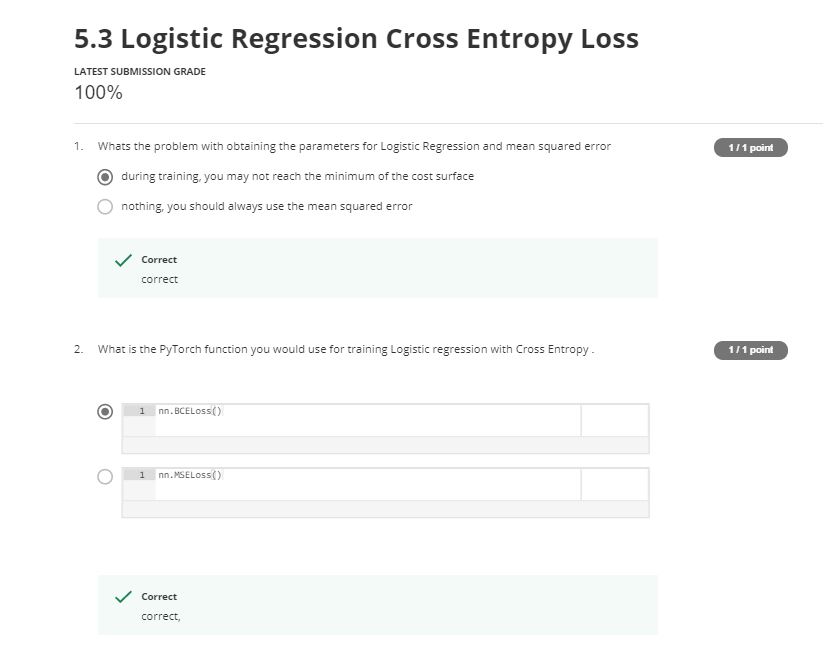 5.3 Logistic Regression Cross Entropy Loss
LATEST SUBMISSION GRADE
100%
1. Whats the problem with obtaining the parameters for Logistic Regression and mean squared error
1 / 1 point
during training, you may not reach the minimum of the cost surface
nothing, you should always use the mean squared error
Correct
correct
2. What is the PyTorch function you would use for training Logistic regression with Cross Entropy .
1 / 1 point
1 nn.BCELoss()
1 nn.MSELoss()
Correct
correct,